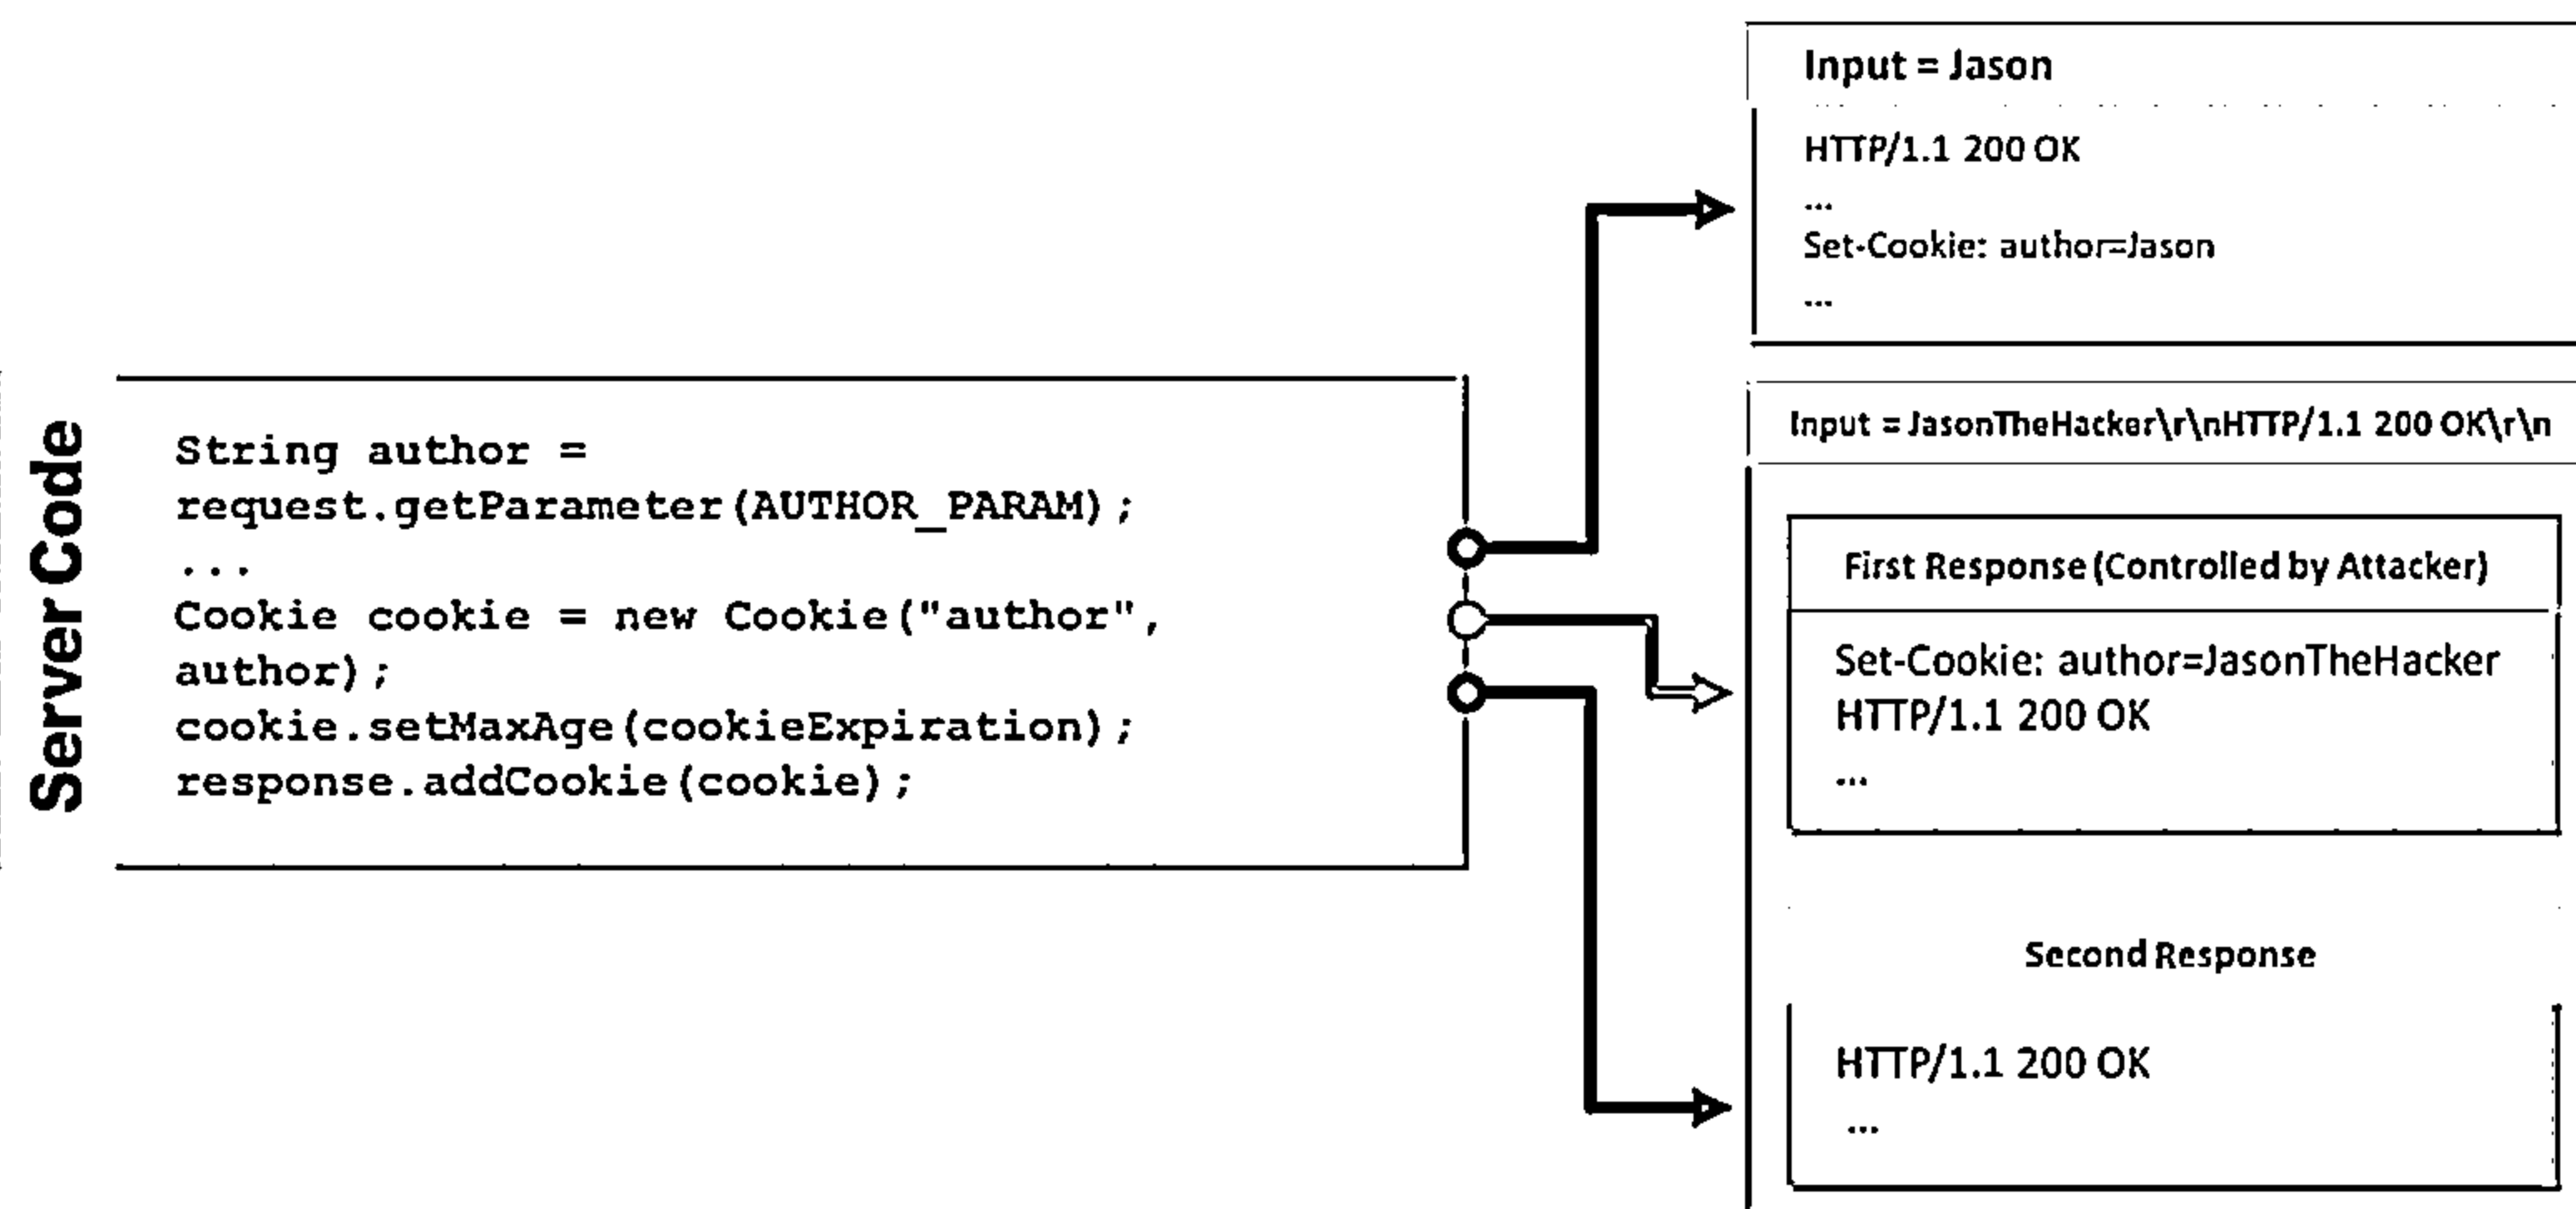 Server Code
String author =
request.getParameter(AUTHOR_PARAM);
...
Cookie cookie = new Cookie("author",
author);
cookie.setMaxAge(cookieExpiration);
response.addCookie(cookie);
Input = Jason
HTTP/1.1 200 OK
...
Set-Cookie: author=Jason
...
Input = JasonTheHacker\r\nHTTP/1.1 200 OK\r\n
First Response (Controlled by Attacker)
Set-Cookie: author=JasonTheHacker
HTTP/1.1 200 OK
...
Second Response
HTTP/1.1 200 OK
...